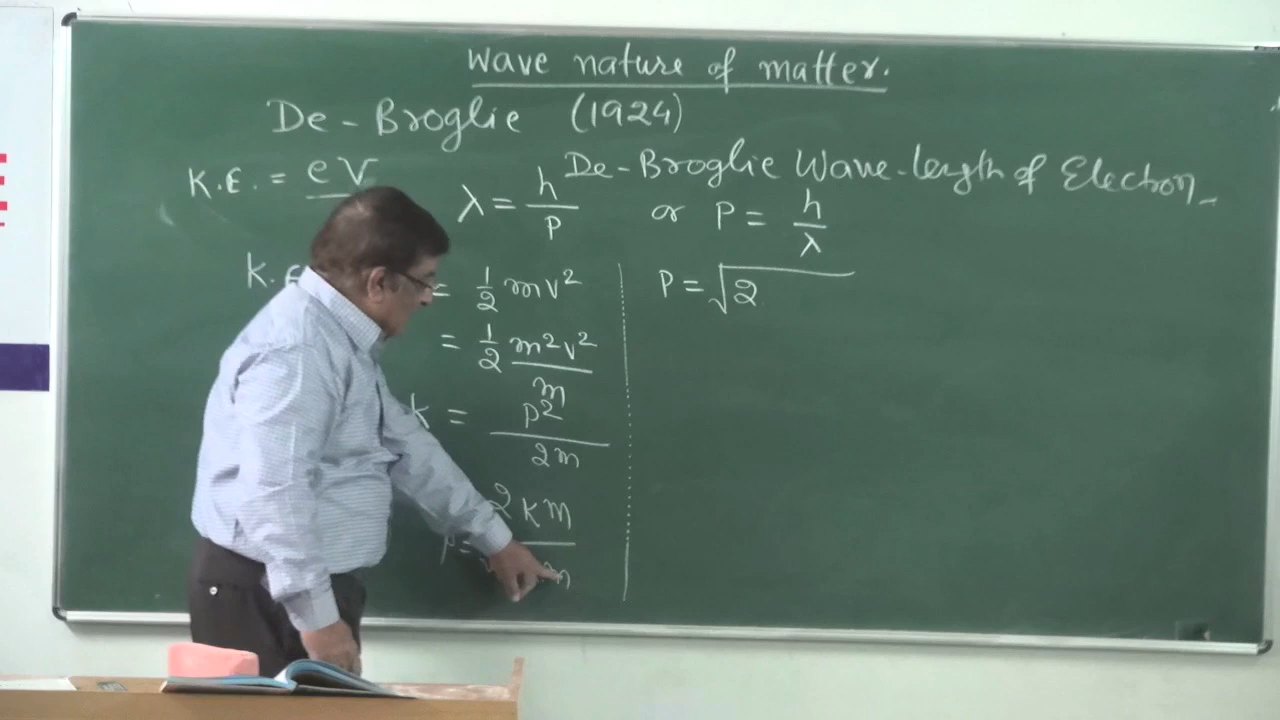 Wave nature of matter.
De-Broglie (1924)
K.E. = eV
De-Broglie Wave-length of Electron
λ = h/P or P = h/λ
= 1/2 mv²
= 1/2 m²v²/m
K = P²/2m
2Km
P = √2